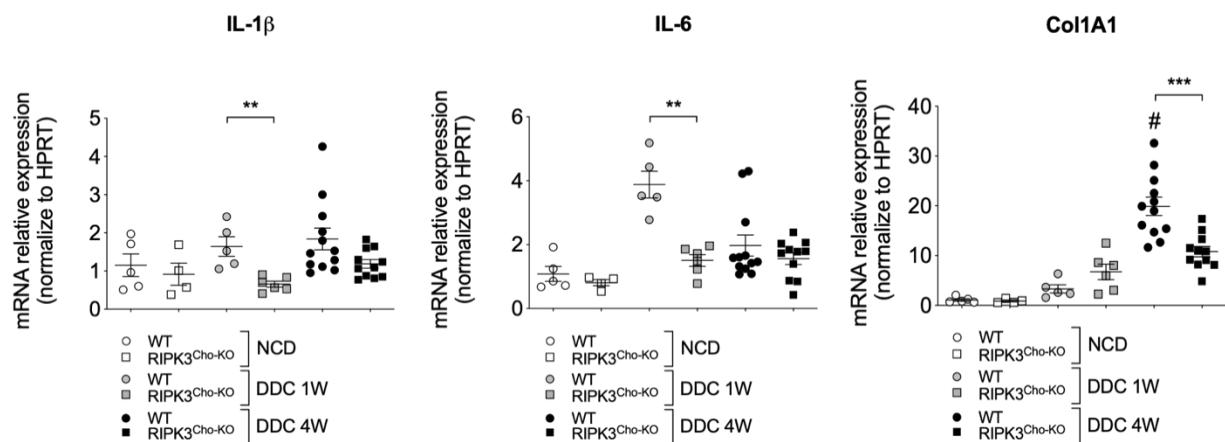 IL-1β
mRNA relative expression
(normalize to HPRT)
5
4
3
2
1
0
**
WT
RIPK3Cho-KO
NCD
WT
RIPK3Cho-KO
DDC 1W
WT
RIPK3Cho-KO
DDC 4W
IL-6
mRNA relative expression
(normalize to HPRT)
6
4
2
0
**
WT
RIPK3Cho-KO
NCD
WT
RIPK3Cho-KO
DDC 1W
WT
RIPK3Cho-KO
DDC 4W
Col1A1
mRNA relative expression
(normalize to HPRT)
40
30
20
10
0
***
#
WT
RIPK3Cho-KO
NCD
WT
RIPK3Cho-KO
DDC 1W
WT
RIPK3Cho-KO
DDC 4W